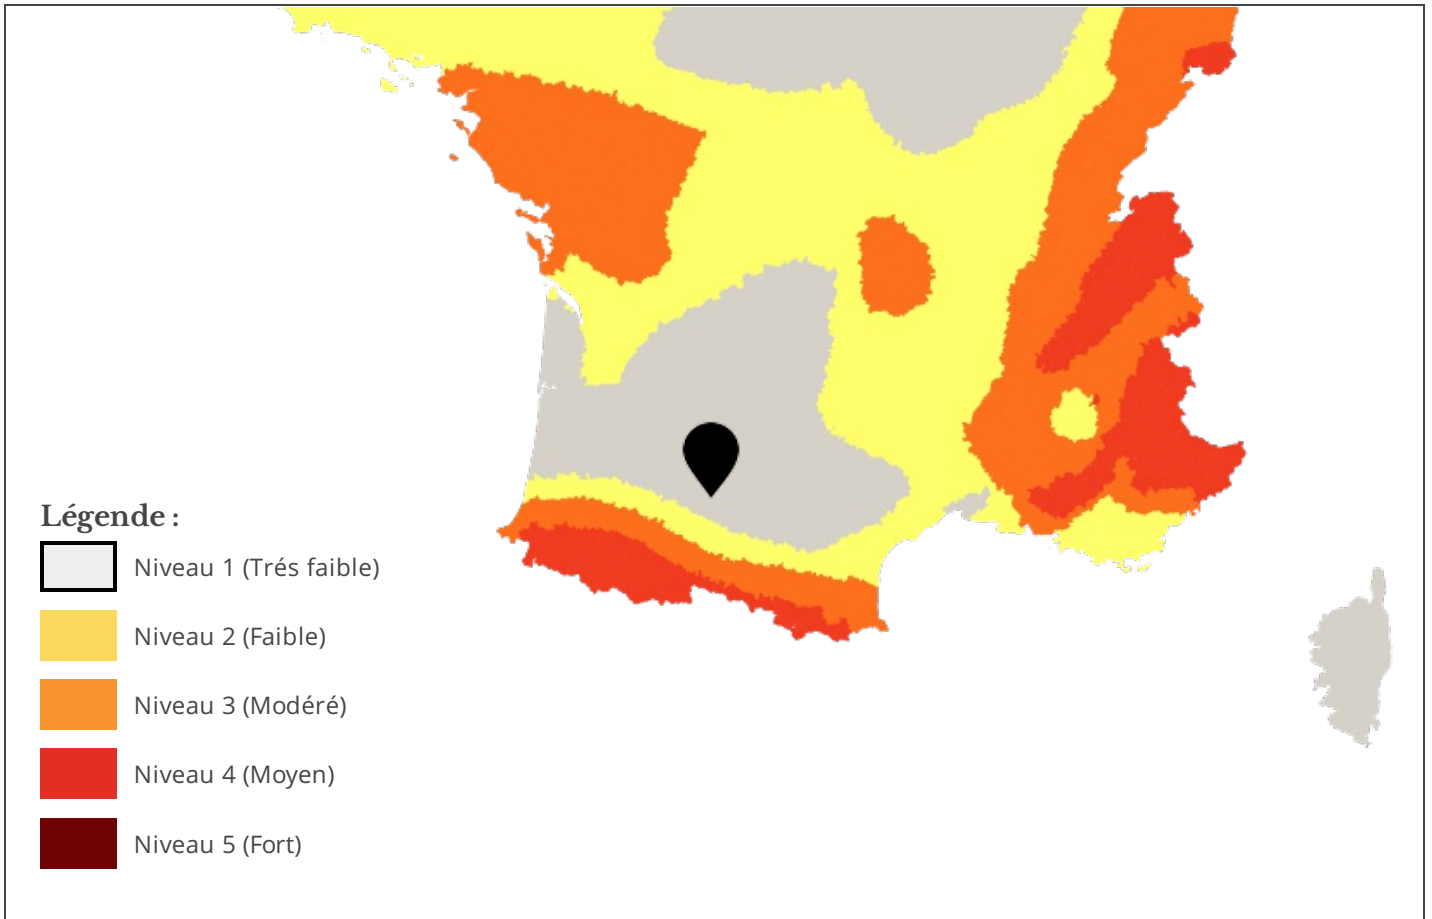 Légende :
Niveau 1 (Trés faible)
Niveau 2 (Faible)
Niveau 3 (Modéré)
Niveau 4 (Moyen)
Niveau 5 (Fort)